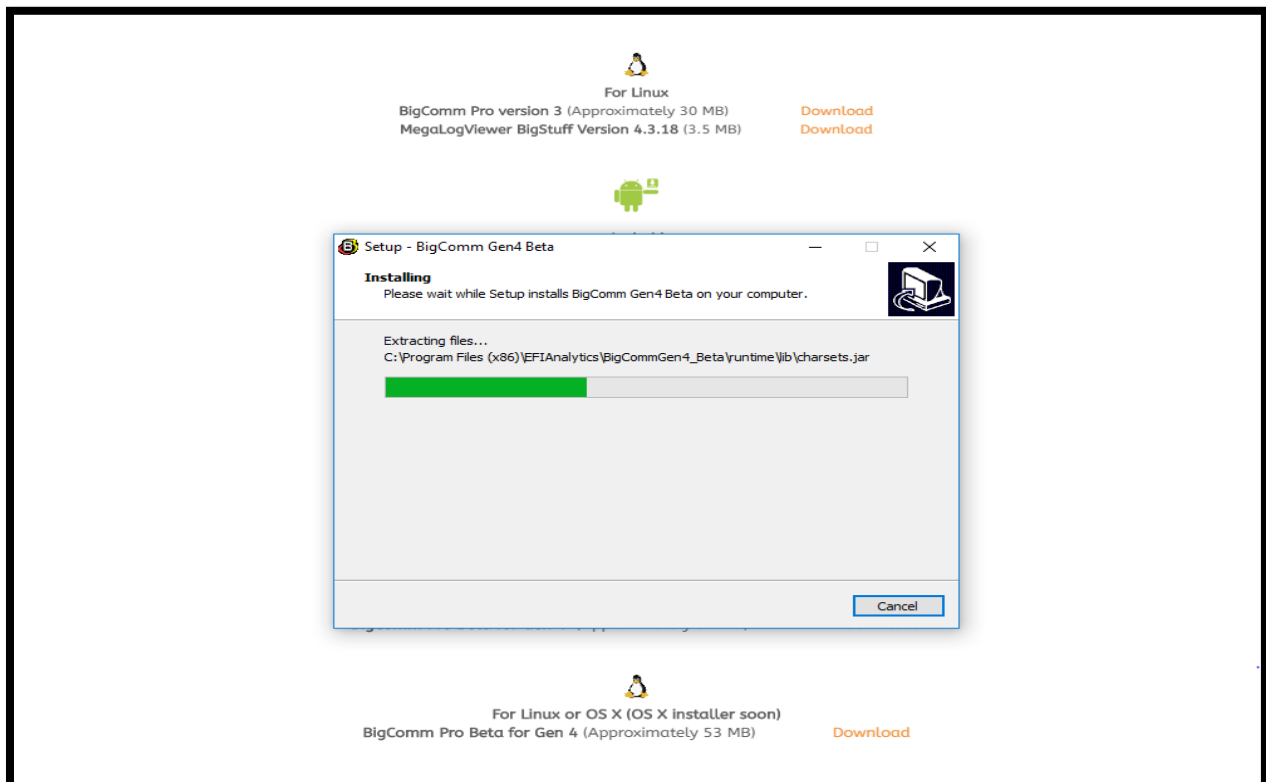 For Linux
BigComm Pro version 3 (Approximately 30 MB) Download
MegaLogViewer BigStuff Version 4.3.18 (3.5 MB) Download
Setup - BigComm Gen4 Beta
Installing
Please wait while Setup installs BigComm Gen4 Beta on your computer.
Extracting files...
C:\Program Files (x86)\EFIAnalytics\BigCommGen4_Beta\runtime\lib\charsets.jar
Cancel
For Linux or OS X (OS X installer soon)
BigComm Pro Beta for Gen 4 (Approximately 53 MB) Download